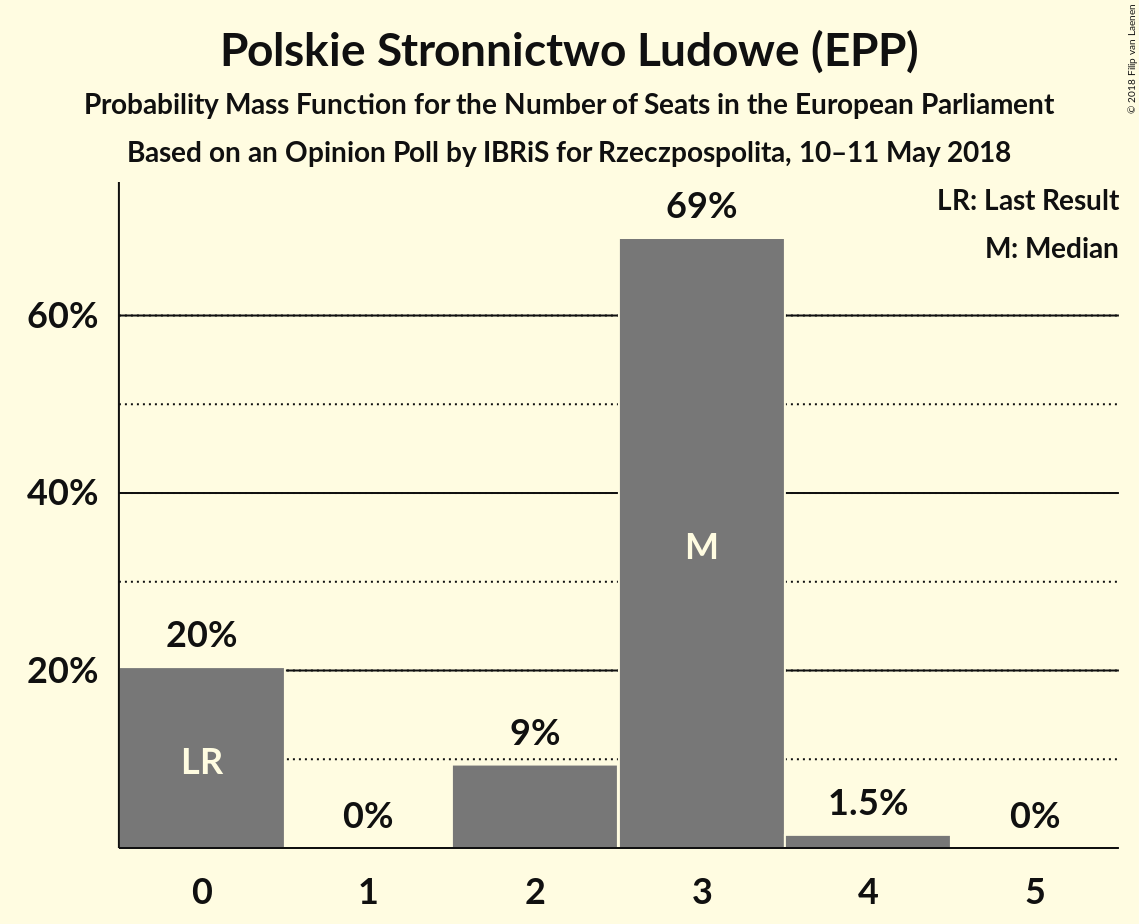 Polskie Stronnictwo Ludowe (EPP)
Probability Mass Function for the Number of Seats in the European Parliament
Based on an Opinion Poll by IBRiS for Rzeczpospolita, 10–11 May 2018
© 2018 Filip van Laenen
LR: Last Result
M: Median
69%
60%
40%
M
20%
20%
9%
LR
1.5%
0%
0%
0 1 2 3 4 5